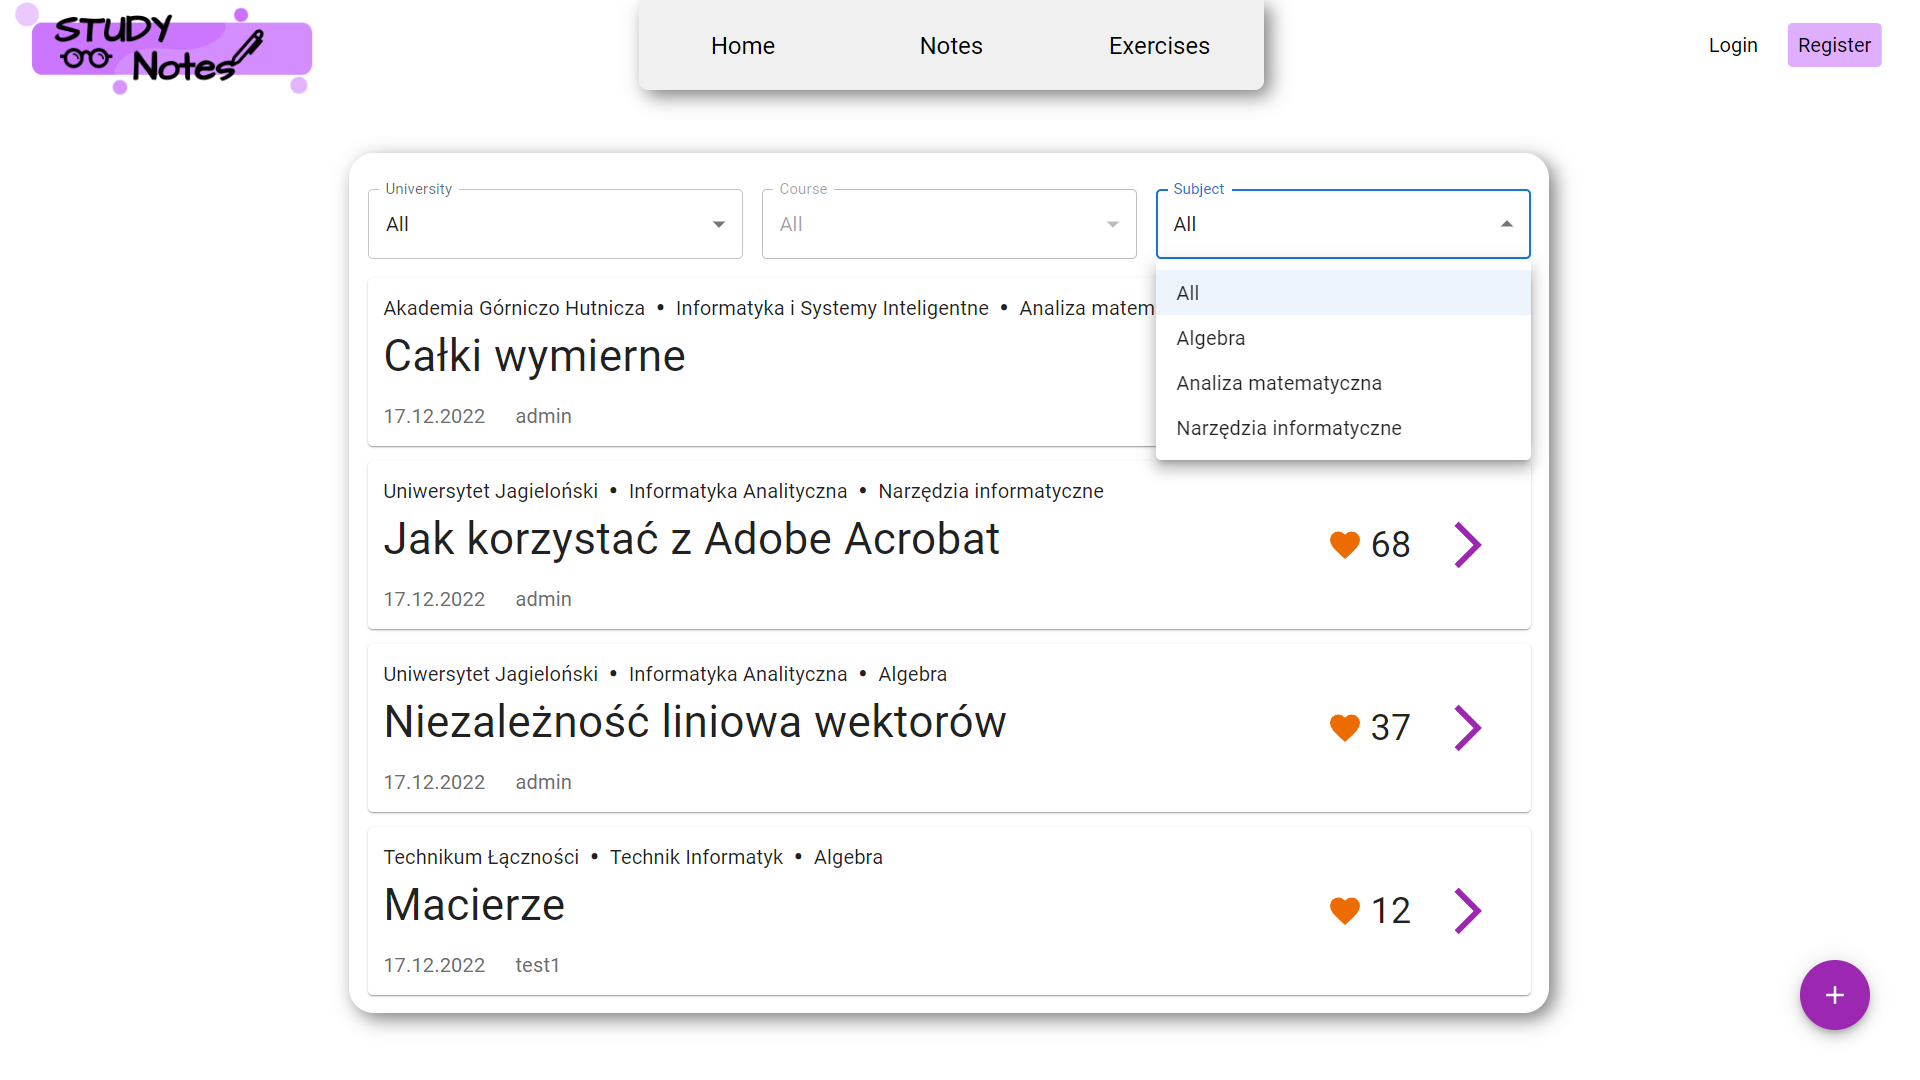 STUDY
Notes
Home
Notes
Exercises
Login
Register
University
All
Course
All
Subject
All
All
Algebra
Analiza matematyczna
Narzędzia informatyczne
Akademia Górniczo Hutnicza • Informatyka i Systemy Inteligentne • Analiza matem
Całki wymierne
17.12.2022 admin
Uniwersytet Jagieloński • Informatyka Analityczna • Narzędzia informatyczne
Jak korzystać z Adobe Acrobat
68
17.12.2022 admin
Uniwersytet Jagieloński • Informatyka Analityczna • Algebra
Niezależność liniowa wektorów
37
17.12.2022 admin
Technikum Łączności • Technik Informatyk • Algebra
Macierze
12
17.12.2022 test1
+